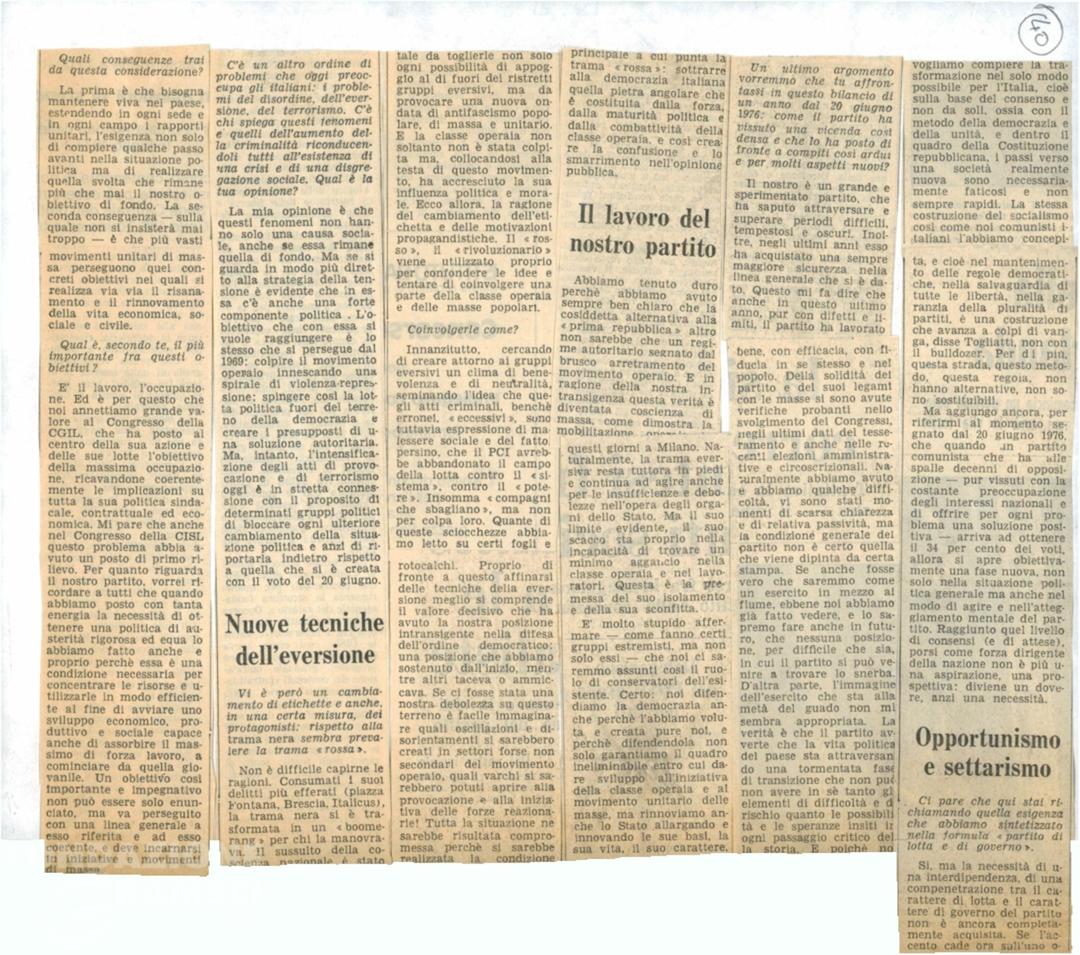 40
Quali conseguenze trai
da questa considerazione?
La prima è che bisogna
mantenere viva nel paese,
estendendo in ogni sede e
in ogni campo i rapporti
unitari, l'esigenza non solo
di compiere qualche passo
avanti nella situazione po-
litica ma di realizzare
quella svolta che rimane
più che mai il nostro o-
biettivo di fondo. La se-
conda conseguenza — sulla
quale non si insisterà mai
troppo — è che più vasti
movimenti unitari di mas-
sa perseguono quei con-
creti obiettivi nei quali si
realizza via via il risana-
mento e il rinnovamento
della vita economica, so-
ciale e civile.
Qual è, secondo te, il più
importante fra questi o-
biettivi?
E' il lavoro, l'occupazio-
ne. Ed è per questo che
noi annettiamo grande va-
lore al Congresso della
CGIL, che ha posto al
centro della sua azione e
delle sue lotte l'obiettivo
della massima occupazio-
ne, ricavandone coerente-
mente le implicazioni su
tutta la sua politica sinda-
cale, contrattuale ed eco-
nomica. Mi pare che anche
nel Congresso della CISL
questo problema abbia a-
vuto un posto di primo ri-
lievo. Per quanto riguarda
il nostro partito, vorrei ri-
cordare a tutti che quando
abbiamo posto con tanta
energia la necessità di ot-
tenere una politica di au-
sterità rigorosa ed equa lo
abbiamo fatto anche e
proprio perchè essa è una
condizione necessaria per
concentrare le risorse e u-
tilizzarle in modo efficien-
te al fine di avviare uno
sviluppo economico, pro-
duttivo e sociale capace
anche di assorbire il mas-
simo di forza lavoro, a
cominciare da quella gio-
vanile. Un obiettivo così
importante e impegnativo
non può essere solo enun-
ciato, ma va perseguito
con una linea generale a
esso riferita e ad esso
coerente, e deve incarnarsi
in iniziative e movimenti
di massa
C'è un altro ordine di
problemi che oggi preoc-
cupa gli italiani: i proble-
mi del disordine, dell'ever-
sione, del terrorismo. C'è
chi spiega questi fenomeni
e quelli dell'aumento del-
la criminalità riconducen-
doli tutti all'esistenza di
una crisi e di una disgre-
gazione sociale. Qual è la
tua opinione?
La mia opinione è che
questi fenomeni non han-
no solo una causa socia-
le, anche se essa rimane
quella di fondo. Ma se si
guarda in modo più diret-
to alla strategia della ten-
sione è evidente che in es-
sa c'è anche una forte
componente politica . L'o-
biettivo che con essa si
vuole raggiungere è lo
stesso che si persegue dal
1969: colpire il movimento
operaio innescando una
spirale di violenza-repres-
sione; spingere così la lot-
ta politica fuori del terre-
no della democrazia e
creare i presupposti di u-
na soluzione autoritaria.
Ma, intanto, l'intensifica-
zione degli atti di provo-
cazione e di terrorismo
oggi è in stretta connes-
sione con il proposito di
determinati gruppi politici
di bloccare ogni ulteriore
cambiamento della situa-
zione politica e anzi di ri-
portarla indietro rispetto
a quella che si è creata
con il voto del 20 giugno.
Nuove tecniche
dell'eversione
Vi è però un cambia-
mento di etichette e anche,
in una certa misura, dei
protagonisti: rispetto alla
trama nera sembra preva-
lere la trama « rossa ».
Non è difficile capirne le
ragioni. Consumati i suoi
delitti più efferati (piazza
Fontana, Brescia, Italicus),
la trama nera si è tra-
sformata in un « boome-
rang » per chi la manovra-
va. Il sussulto della co-
scienza nazionale è stato
tale da toglierle non solo
ogni possibilità di appog-
gio al di fuori dei ristretti
gruppi eversivi, ma da
provocare una nuova on-
data di antifascismo popo-
lare, di massa e unitario.
E la classe operaia non
soltanto non è stata colpi-
ta ma, collocandosi alla
testa di questo movimen-
to, ha accresciuto la sua
influenza politica e mora-
le. Ecco allora, la ragione
del cambiamento dell'eti-
chetta e delle motivazioni
propagandistiche. Il « ros-
so », il « rivoluzionario »
viene utilizzato proprio
per confondere le idee e
tentare di coinvolgere una
parte della classe operaia
e delle masse popolari.
Coinvolgerle come?
Innanzitutto, cercando
di creare attorno ai gruppi
eversivi un clima di bene-
volenza e di neutralità,
seminando l'idea che que-
gli atti criminali, benchè
erronei, « eccessivi », sono
tuttavia espressione di ma-
lessere sociale e del fatto,
persino, che il PCI avreb-
be abbandonato il campo
della lotta contro il « si-
stema », contro il « pote-
re ». Insomma « compagni
che sbagliano », ma non
per colpa loro. Quante di
queste sciocchezze abbia-
mo letto su certi fogli e
rotocalchi. Proprio di
fronte a questo affinarsi
delle tecniche della ever-
sione meglio si comprende
il valore decisivo che ha
avuto la nostra posizione
intransigente nella difesa
dell'ordine democratico:
una posizione che abbiamo
sostenuto dall'inizio, men-
tre altri taceva o ammic-
cava. Se ci fosse stata una
nostra debolezza su questo
terreno è facile immagina-
re quali oscillazioni e di-
sorientamenti si sarebbero
creati in settori forse non
secondari del movimento
operaio, quali varchi si sa-
rebbero potuti aprire alla
provocazione e alla inizia-
tiva delle forze reaziona-
rie! Tutta la situazione ne
sarebbe risultata compro-
messa perchè si sarebbe
realizzata la condizione
principale a cui punta la
trama « rossa »: sottrarre
alla democrazia italiana
quella pietra angolare che
è costituita dalla forza,
dalla maturità politica e
dalla combattività della
classe operaia, e così crea-
re la confusione e lo
smarrimento nell'opinione
pubblica.
Il lavoro del
nostro partito
Abbiamo tenuto duro
perchè abbiamo avuto
sempre ben chiaro che la
cosiddetta alternativa alla
« prima repubblica » altro
non sarebbe che un regi-
me autoritario segnato dal
brusco arretramento del
movimento operaio. E in
ragione della nostra in-
transigenza questa verità è
diventata coscienza di
massa, come dimostra la
mobilitazione
questi giorni a Milano. Na-
turalmente, la trama ever-
siva resta tuttora in piedi
e continua ad agire anche
per le insufficienze e debo-
lezze nell'opera degli orga-
ni dello Stato. Ma il suo
limite evidente, il suo
scacco sta proprio nella
incapacità di trovare un
minimo aggancio nella
classe operaia e nei lavo-
ratori. Questa è la pre-
messa del suo isolamento
e della sua sconfitta.
E' molto stupido affer-
mare — come fanno certi
gruppi estremisti, ma non
solo essi — che noi ci sa-
remmo assunti così il ruo-
lo di conservatori dell'esi-
stente. Certo: noi difen-
diamo la democrazia an-
che perchè l'abbiamo volu-
ta e creata pure noi, e
perchè difendendola non
solo garantiamo il quadro
ineliminabile entro cui da-
re sviluppo all'iniziativa
della classe operaia e al
movimento unitario delle
masse, ma rinnoviamo an-
che lo Stato allargando e
innovando le sue basi, la
sua vita, il suo carattere.
Un ultimo argomento
vorremmo che tu affron-
tassi in questo bilancio di
un anno dal 20 giugno
1976: come il partito ha
vissuto una vicenda così
densa e che lo ha posto di
fronte a compiti così ardui
e per molti aspetti nuovi?
Il nostro è un grande e
sperimentato partito, che
ha saputo attraversare e
superare periodi difficili,
tempestosi e oscuri. Inol-
tre, negli ultimi anni esso
ha acquistato una sempre
maggiore sicurezza nella
linea generale che si è da-
to. Questo mi fa dire che
anche in questo ultimo
anno, pur con difetti e li-
miti, il partito ha lavorato
bene, con efficacia, con fi-
ducia in se stesso e nel
popolo. Della solidità del
partito e dei suoi legami
con le masse si sono avute
verifiche probanti nello
svolgimento dei Congressi,
negli ultimi dati del tesse-
ramento e anche nelle re-
centi elezioni amministra-
tive e circoscrizionali. Na-
turalmente abbiamo avuto
e abbiamo qualche diffi-
coltà, vi sono stati mo-
menti di scarsa chiarezza
e di relativa passività, ma
la condizione generale del
partito non è certo quella
che viene dipinta da certa
stampa. Se anche fosse
vero che saremmo come
un esercito in mezzo al
fiume, ebbene noi abbiamo
già fatto vedere, e lo sa-
premo fare anche in futu-
ro, che nessuna posizio-
ne, per difficile che sia,
in cui il partito si può ve-
nire a trovare lo snerba.
D'altra parte, l'immagine
dell'esercito che sta alla
metà del guado non mi
sembra appropriata. La
verità è che il partito av-
verte che la vita politica
del paese sta attraversan-
do una tormentata fase
di transizione che non può
non avere in sè tanto gli
elementi di difficoltà e di
rischio quanto le possibili-
tà e le speranze insiti in
ogni passaggio critico del-
la storia. E poichè noi
vogliamo compiere la tra-
sformazione nel solo modo
possibile per l'Italia, cioè
sulla base del consenso e
non da soli, ossia con il
metodo della democrazia e
della unità, e dentro il
quadro della Costituzione
repubblicana, i passi verso
una società realmente
nuova sono necessaria-
mente faticosi e non
sempre rapidi. La stessa
costruzione del socialismo
così come noi comunisti i-
taliani l'abbiamo concepi-
ta, e cioè nel mantenimento
delle regole democrati-
che, nella salvaguardia di
tutte le libertà, nella ga-
ranzia della pluralità di
partiti, è una costruzione
che avanza a colpi di van-
ga, disse Togliatti, non con
il bulldozer. Per di più,
questa strada, questo meto-
do, questa regola, non
hanno alternative, non so-
no sostituibili.
Ma aggiungo ancora, per
riferirmi al momento se-
gnato dal 20 giugno 1976,
che quando un partito
comunista che ha alle
spalle decenni di opposi-
zione — pur vissuti con la
costante preoccupazione
degli interessi nazionali e
di offrire per ogni pro-
blema una soluzione posi-
tiva — arriva ad ottenere
il 34 per cento dei voti,
allora si apre obiettiva-
mente una fase nuova, non
solo nella situazione poli-
tica generale ma anche nel
modo di agire e nell'atteg-
giamento mentale del par-
tito. Raggiunto quel livello
di consensi (e di attese),
porsi come forza dirigente
della nazione non è più u-
na aspirazione, una pro-
spettiva: diviene un dove-
re, anzi una necessità.
Opportunismo
e settarismo
Ci pare che qui stai ri-
chiamando quella esigenza
che abbiamo sintetizzato
nella formula « partito di
lotta e di governo ».
Sì, ma la necessità di u-
na interdipendenza, di una
compenetrazione tra il ca-
rattere di lotta e il carat-
tere di governo del partito
non è ancora completa-
mente acquisita. Se l'ac-
cento cade ora sull'uno o-